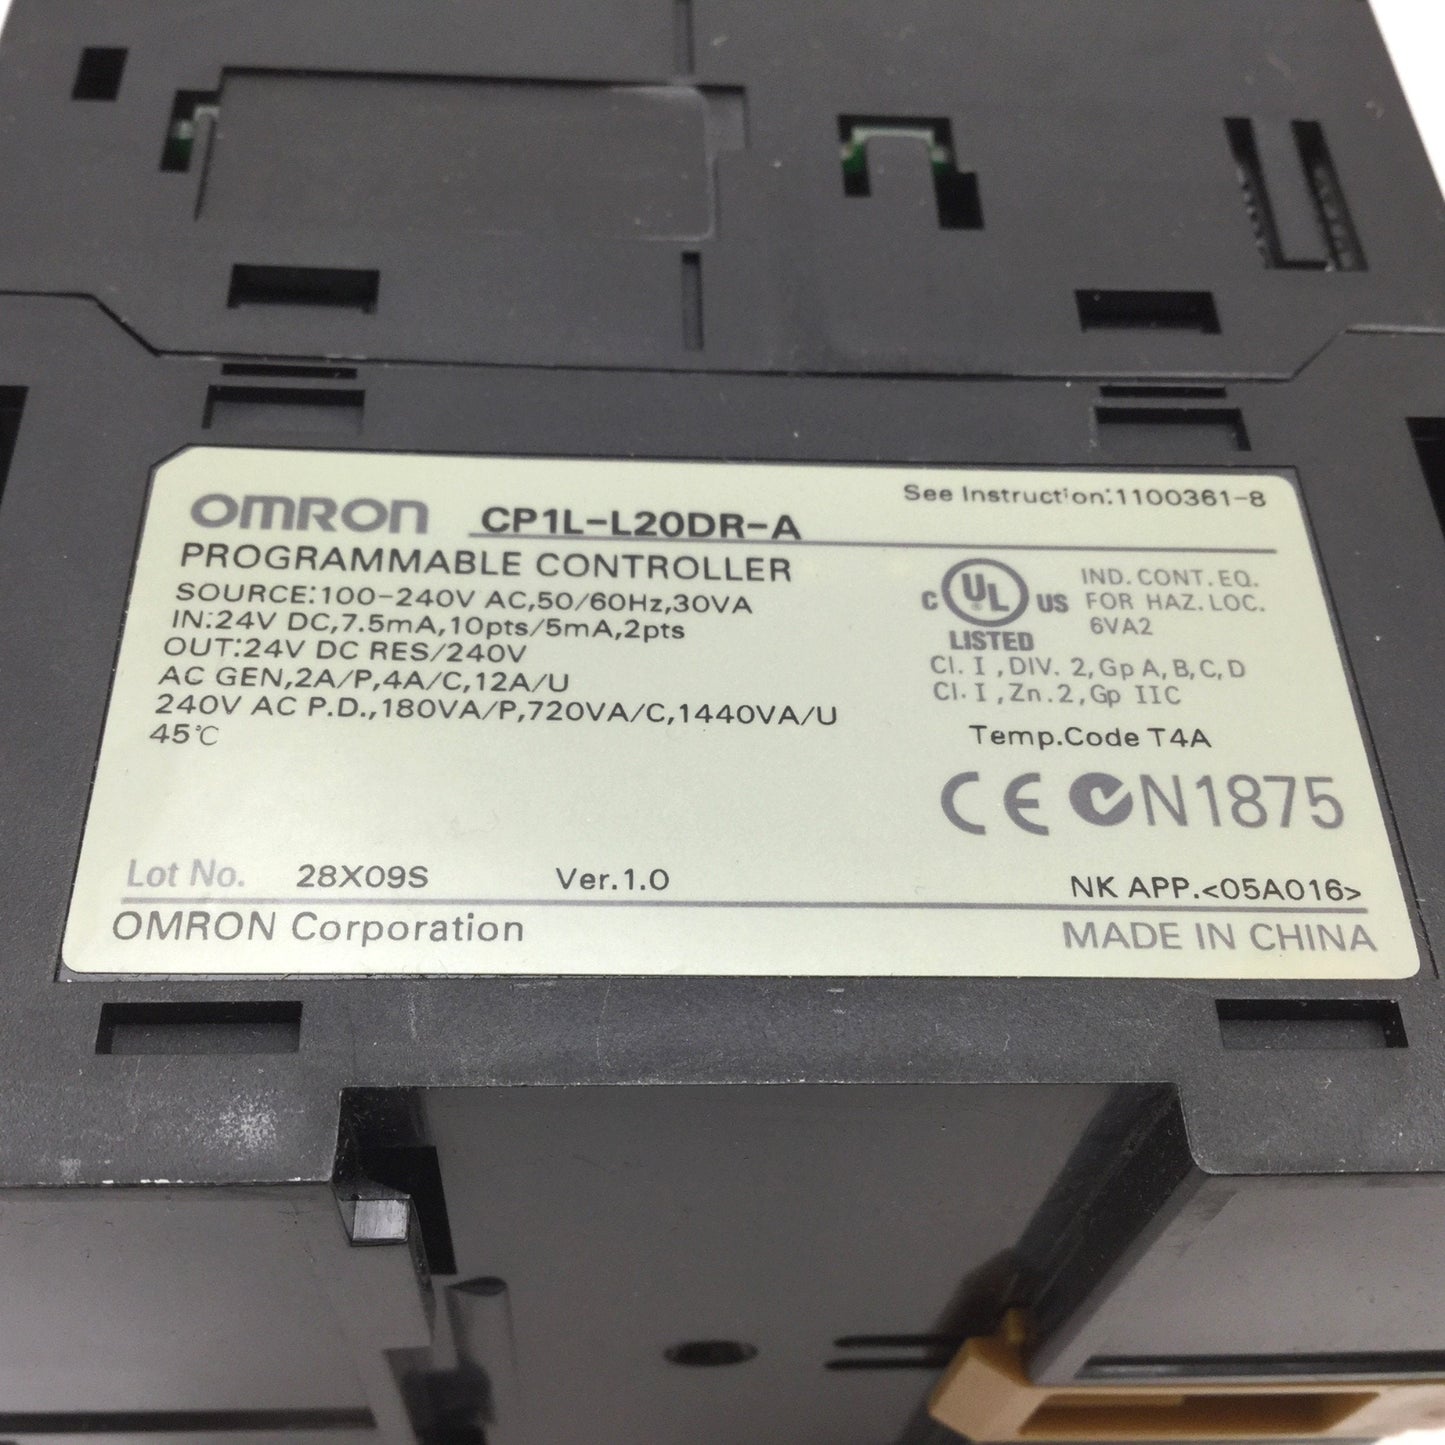 OMRON CP1L-L20DR-A
See Instruction:1100361-8
PROGRAMMABLE CONTROLLER
SOURCE:100-240V AC,50/60Hz,30VA
IN:24V DC,7.5mA,10pts/5mA,2pts
OUT:24V DC RES/240V
AC GEN,2A/P,4A/C,12A/U
240V AC P.D.,180VA/P,720VA/C,1440VA/U
45℃
C UL US
LISTED
IND.CONT.EQ.
FOR HAZ.LOC.
6VA2
Cl. I ,DIV. 2,Gp A,B,C,D
Cl. I ,Zn.2,Gp IIC
Temp.Code T4A
CE N1875
Lot No. 28X09S Ver.1.0
NK APP.<05A016>
OMRON Corporation
MADE IN CHINA